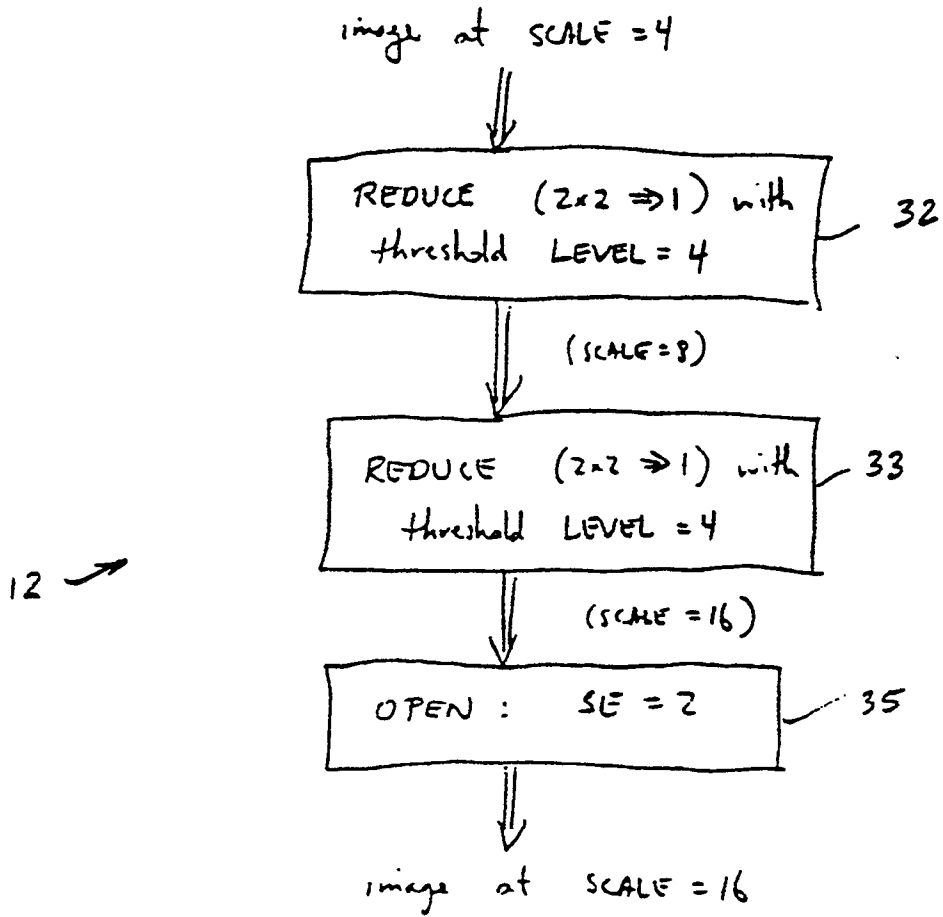 image at SCALE = 4
REDUCE (2x2 ⇒ 1) with
threshold LEVEL = 4
32
(SCALE = 8)
REDUCE (2x2 ⇒ 1) with
threshold LEVEL = 4
33
12
(SCALE = 16)
OPEN : SE = 2
35
image at SCALE = 16